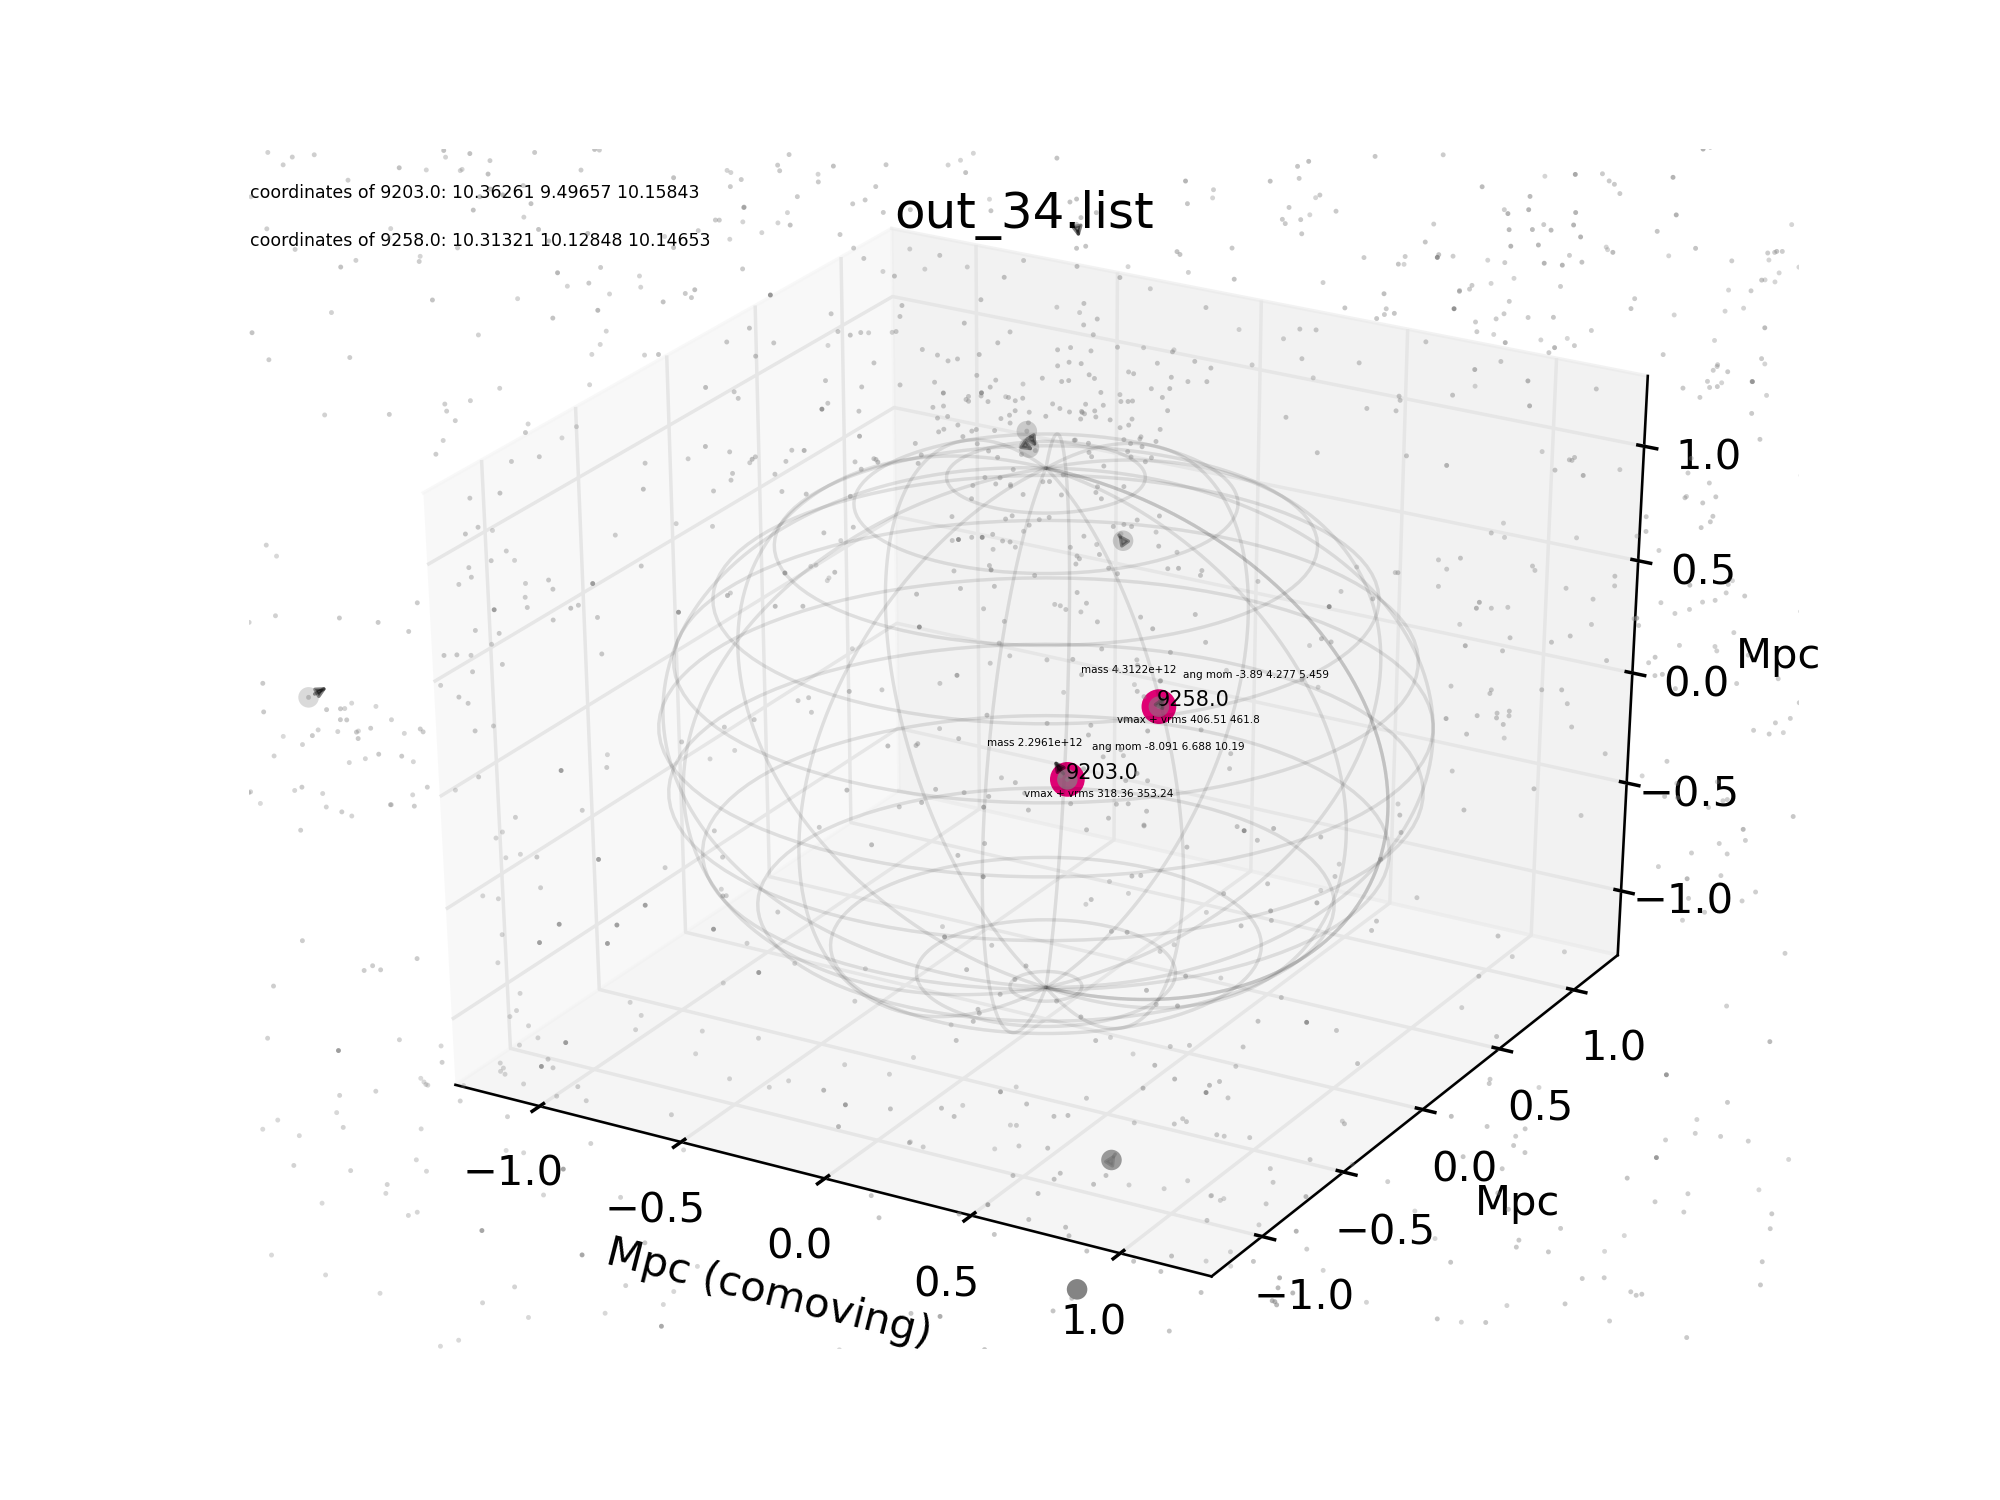 coordinates of 9203.0: 10.36261 9.49657 10.15843
out_34.list
coordinates of 9258.0: 10.31321 10.12848 10.14653
1.0
0.5
Mpc
0.0
−0.5
−1.0
mass 4.3122e+12
ang mom -3.89 4.277 5.459
9258.0
vmax + vrms 406.51 461.8
mass 2.2961e+12
ang mom -8.091 6.688 10.19
9203.0
vmax + vrms 318.36 353.24
1.0
0.5
0.0
Mpc
−0.5
−1.0
−1.0
−0.5
0.0
0.5
1.0
Mpc (comoving)